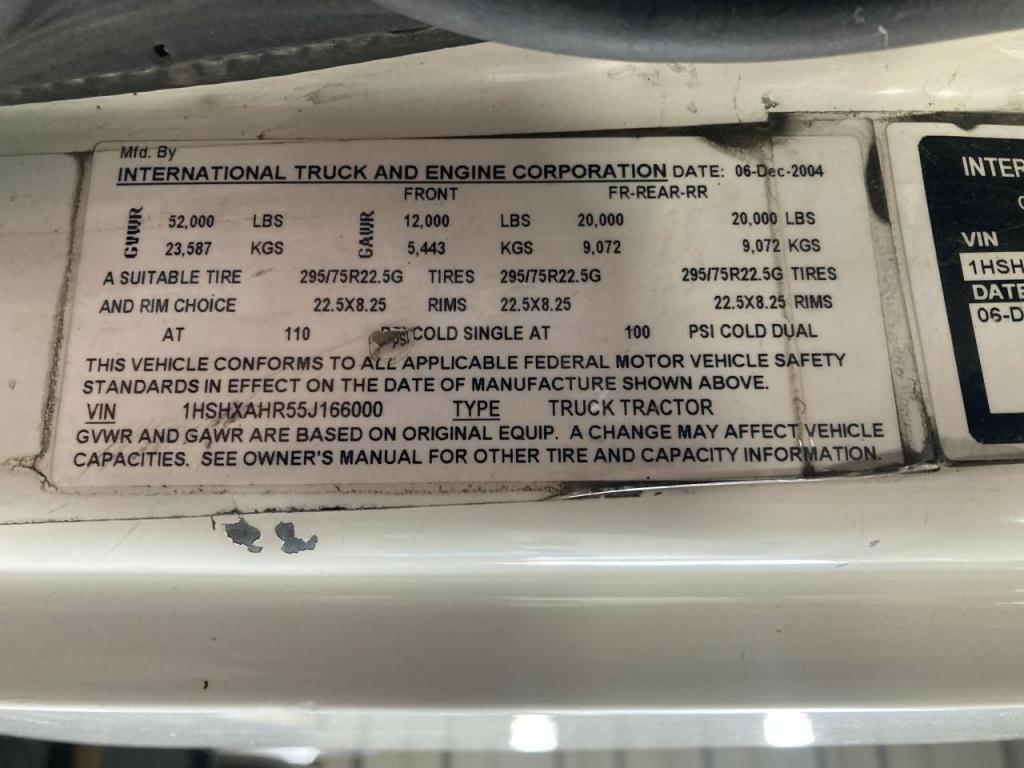 Mfd. By
INTERNATIONAL TRUCK AND ENGINE CORPORATION DATE: 06-Dec-2004
FRONT FR-REAR-RR
GVWR 52,000 LBS GAWR 12,000 LBS 20,000 20,000 LBS
23,587 KGS 5,443 KGS 9,072 9,072 KGS
A SUITABLE TIRE 295/75R22.5G TIRES 295/75R22.5G 295/75R22.5G TIRES
AND RIM CHOICE 22.5X8.25 RIMS 22.5X8.25 22.5X8.25 RIMS
AT 110 PSI COLD SINGLE AT 100 PSI COLD DUAL
THIS VEHICLE CONFORMS TO ALL APPLICABLE FEDERAL MOTOR VEHICLE SAFETY
STANDARDS IN EFFECT ON THE DATE OF MANUFACTURE SHOWN ABOVE.
VIN 1HSHXAHR55J166000 TYPE TRUCK TRACTOR
GVWR AND GAWR ARE BASED ON ORIGINAL EQUIP. A CHANGE MAY AFFECT VEHICLE
CAPACITIES. SEE OWNER'S MANUAL FOR OTHER TIRE AND CAPACITY INFORMATION.
INTER
VIN
1HSH
DATE
06-D